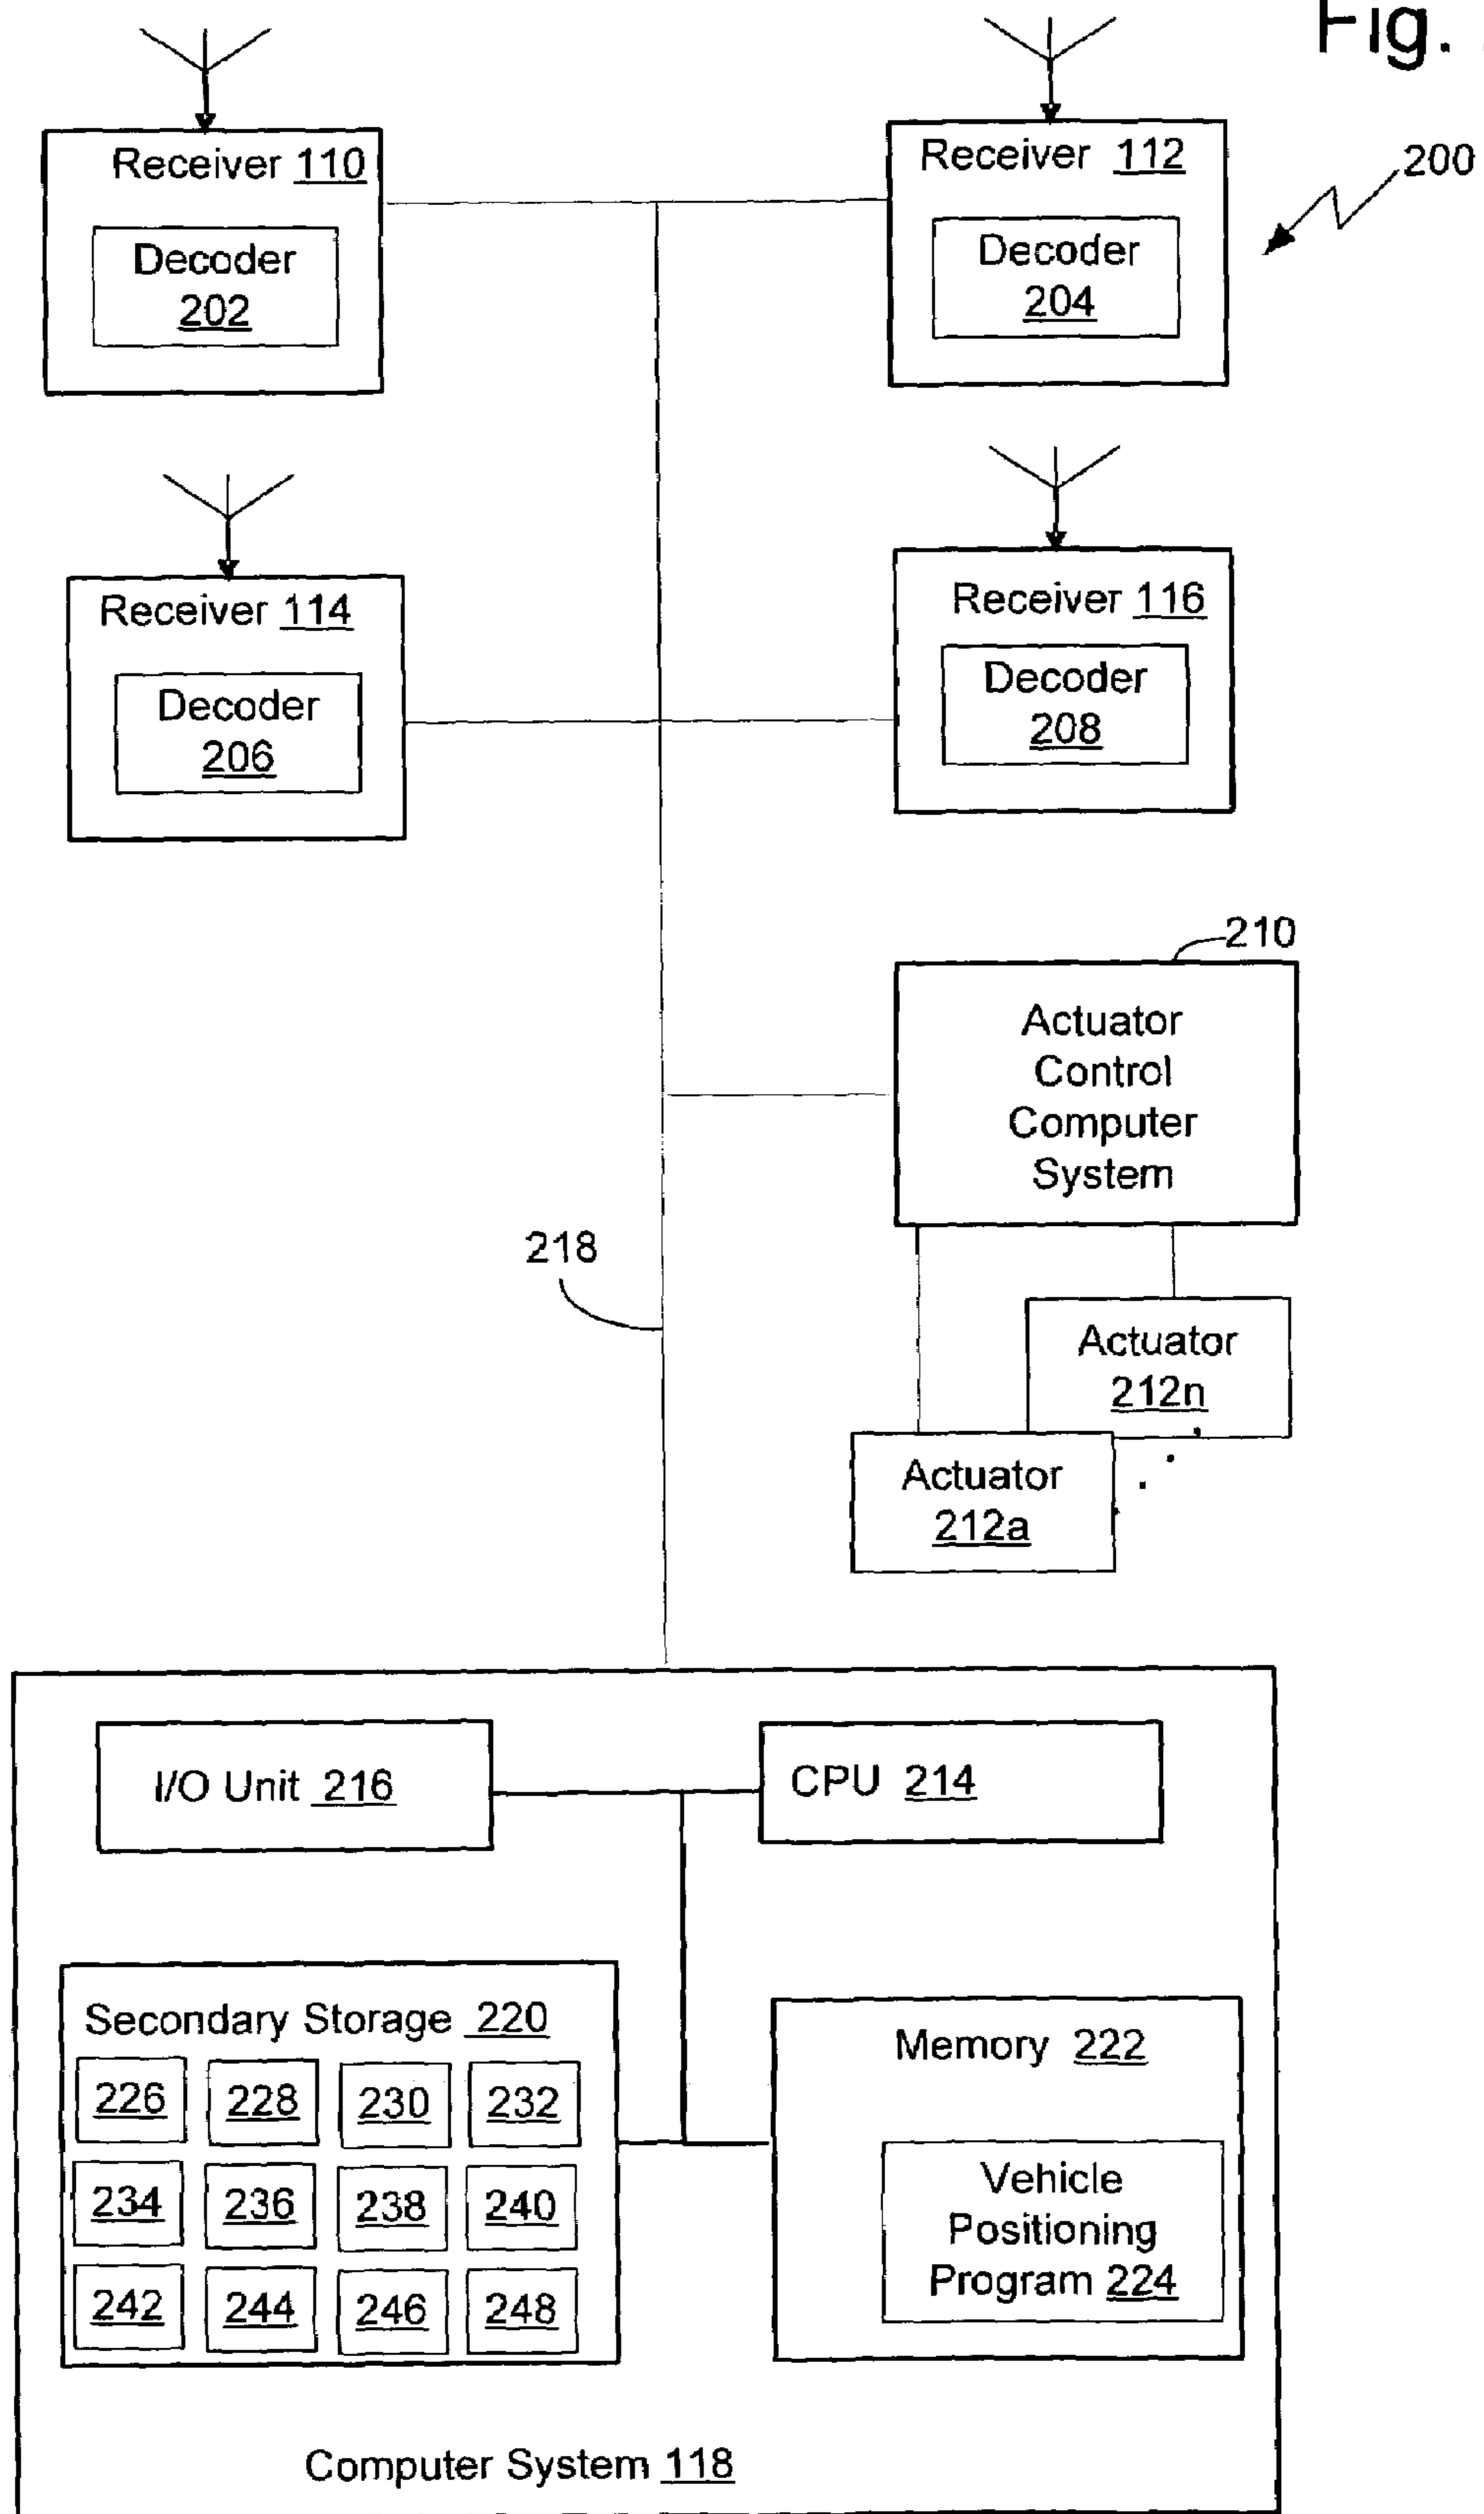 Fig.
Receiver 110
Decoder
202
Receiver 112
Decoder
204
200
Receiver 114
Decoder
206
Receiver 116
Decoder
208
210
Actuator
Control
Computer
System
218
Actuator
212n
Actuator
212a
I/O Unit 216
CPU 214
Secondary Storage 220
226 228 230 232
234 236 238 240
242 244 246 248
Memory 222
Vehicle
Positioning
Program 224
Computer System 118